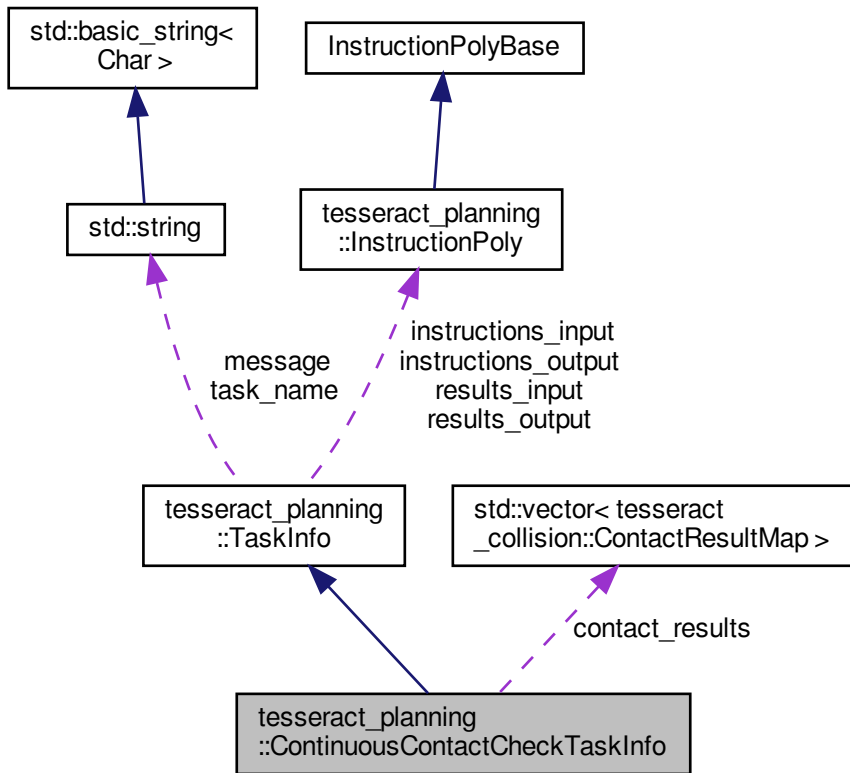 std::basic_string<
Char >
InstructionPolyBase
std::string
tesseract_planning
::InstructionPoly
message
task_name
instructions_input
instructions_output
results_input
results_output
tesseract_planning
::TaskInfo
std::vector< tesseract
_collision::ContactResultMap >
contact_results
tesseract_planning
::ContinuousContactCheckTaskInfo